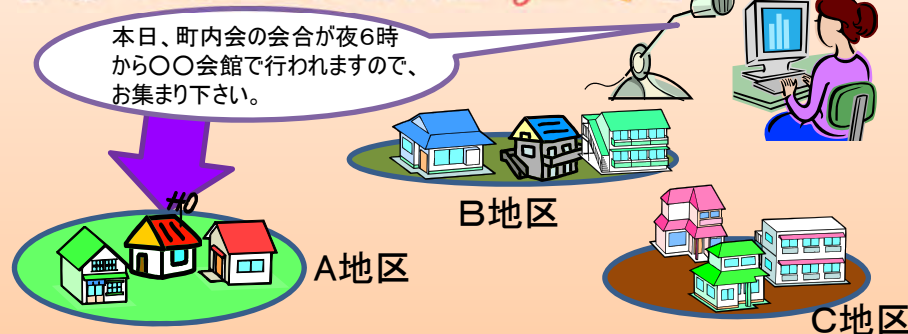 本日、町内会の会合が夜6時
から〇〇会館で行われますので、
お集まり下さい。
B地区
A地区
C地区